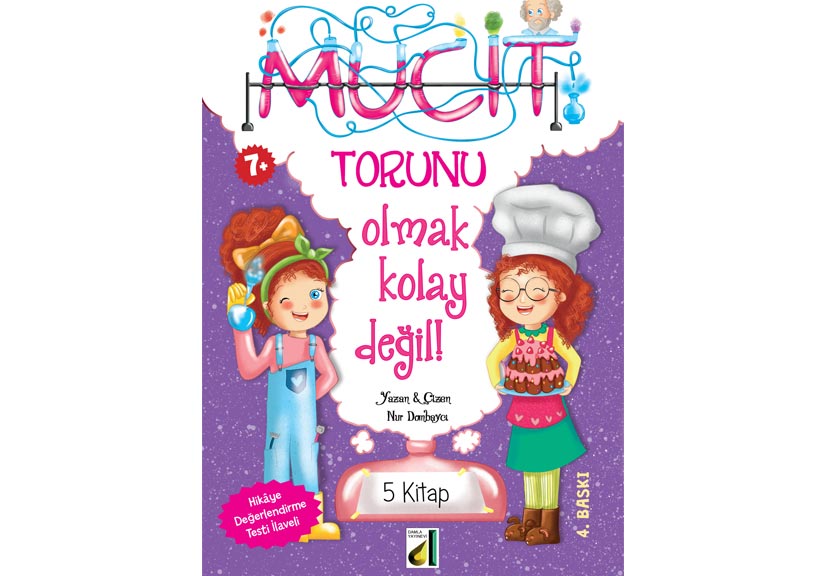 MUCİT
7+
TORUNU
olmak
kolay
değil!
Yazan & Çizen
Nur Dombaycı
5 Kitap
Hikâye
Değerlendirme
Testi İlaveli
4. BASKI
DAMLA
YAYINEVİ